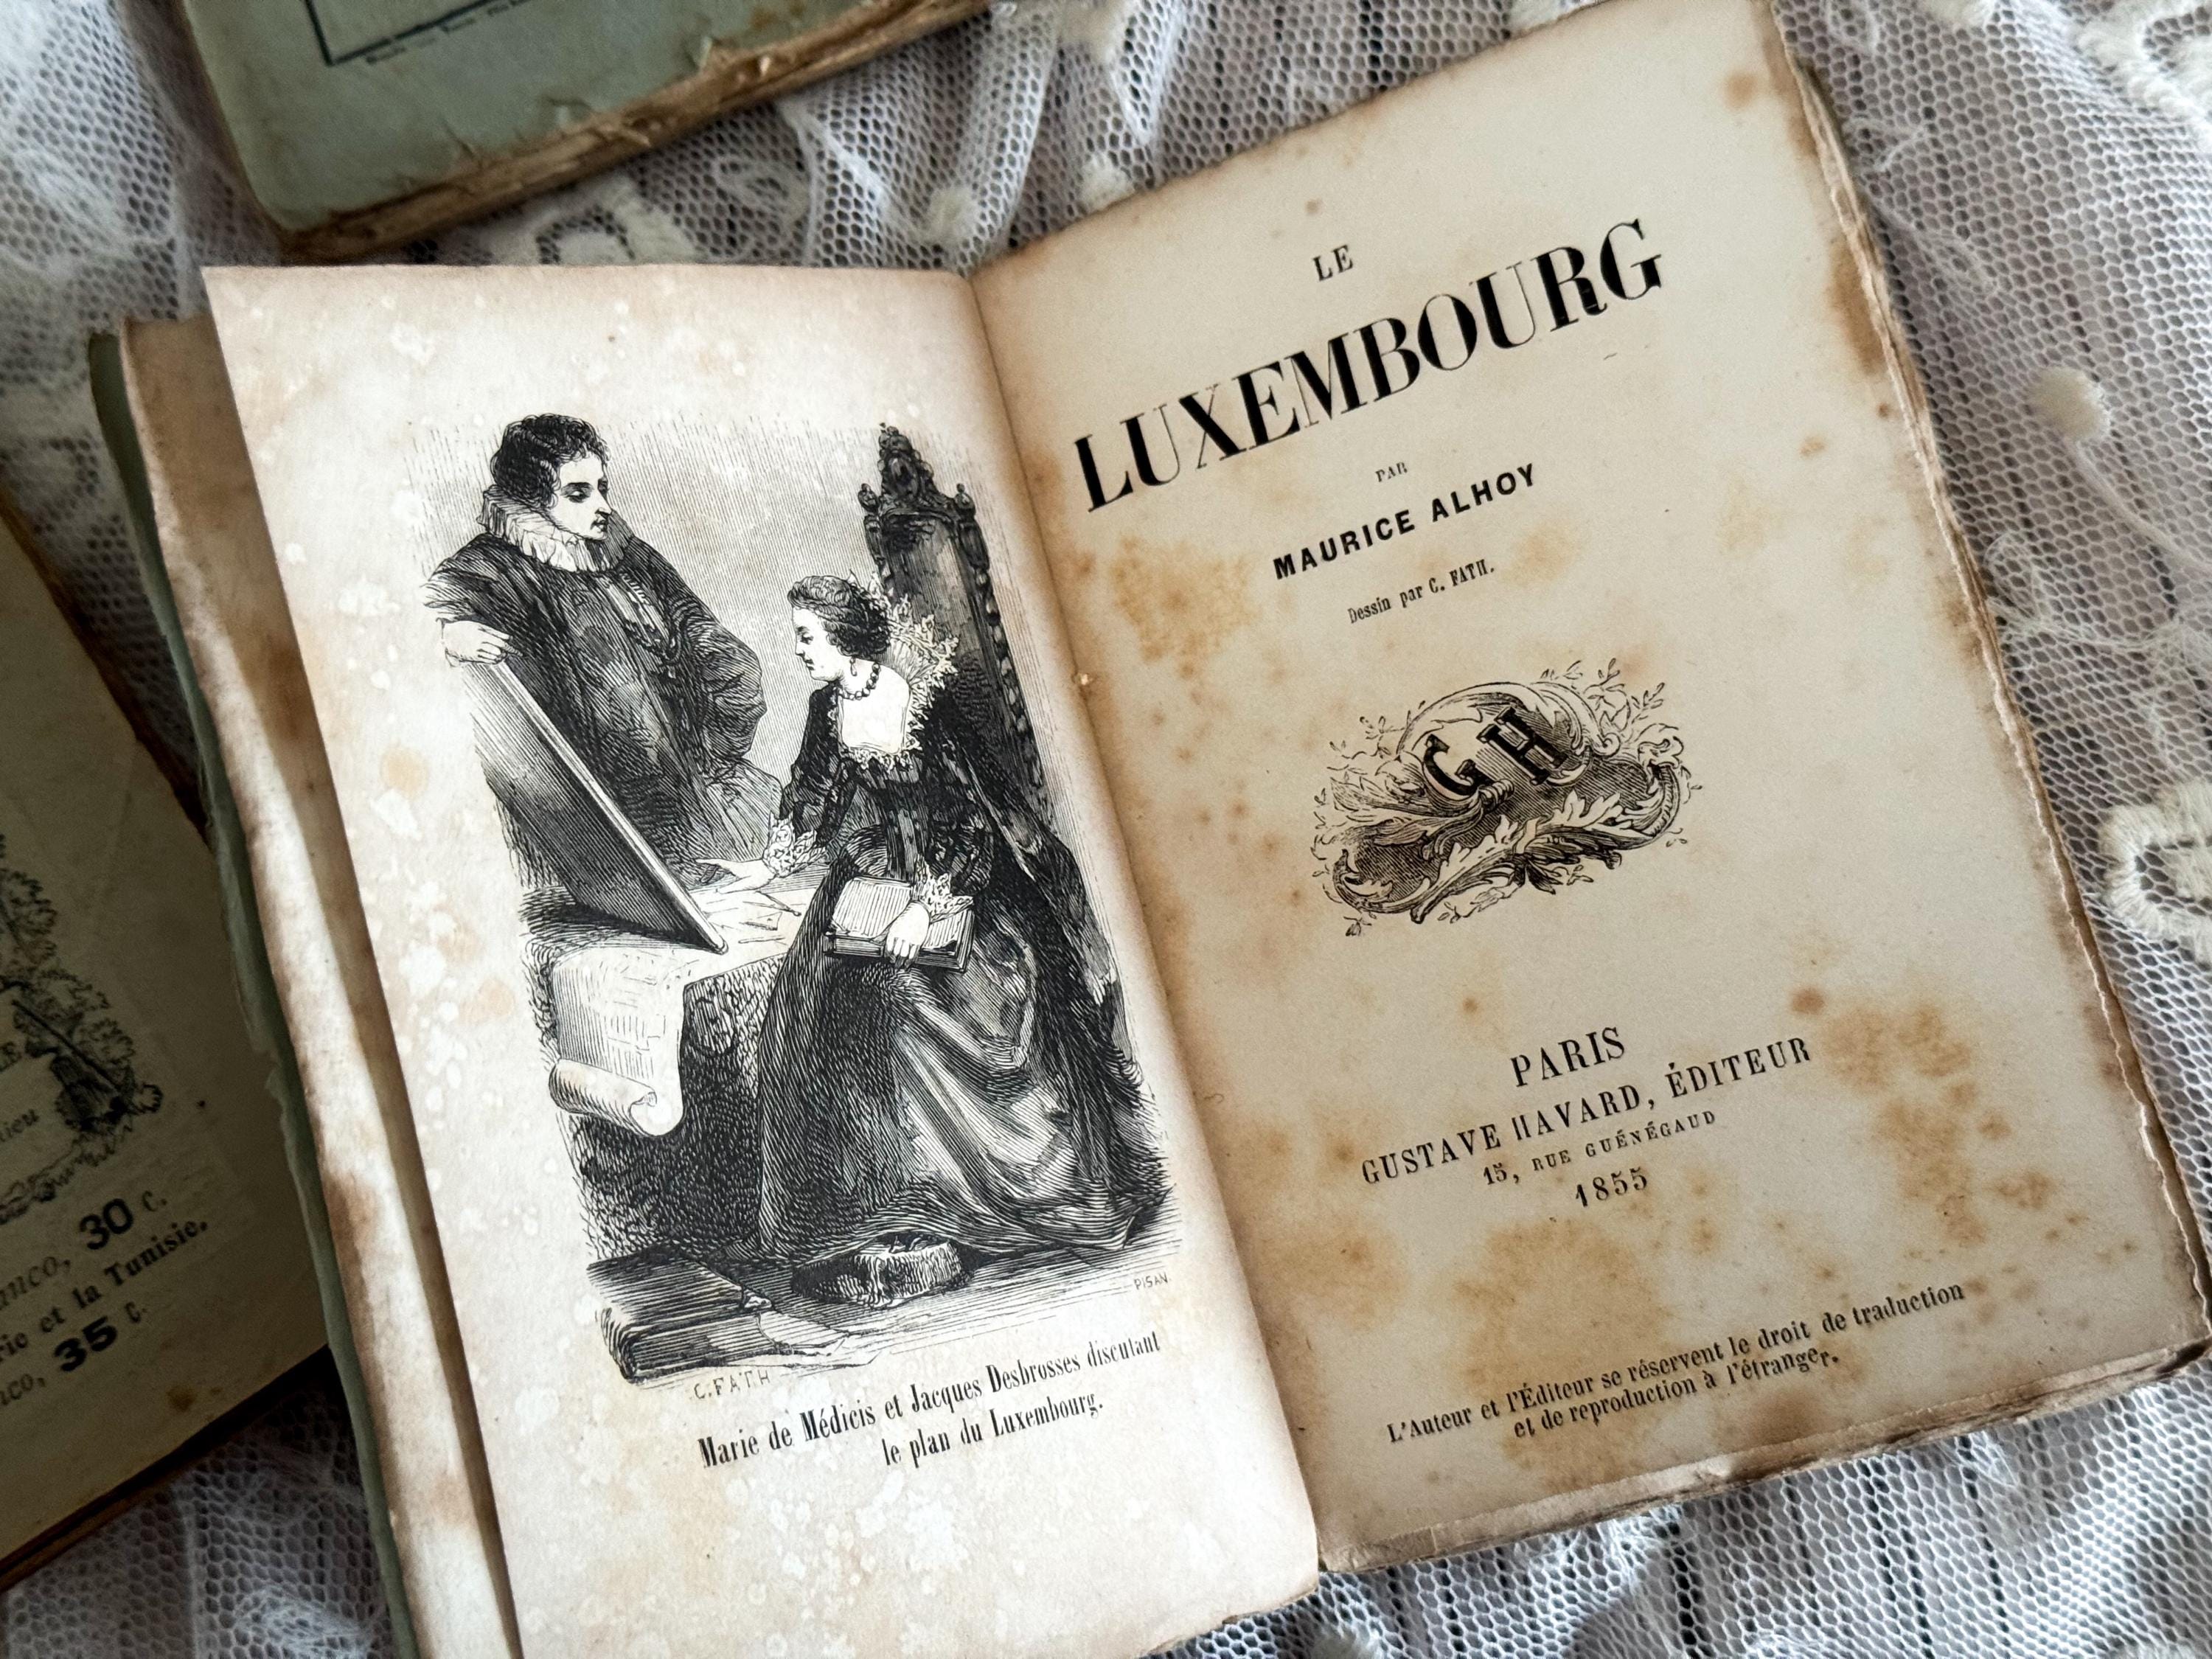 30 c.
et la Tunisie.
35 c.
C. FATH
PISAN
Marie de Médicis et Jacques Desbrosses discutant
le plan du Luxembourg.
LE
LUXEMBOURG
PAR
MAURICE ALHOY
Dessin par C. FATH.
G H
PARIS
GUSTAVE HAVARD, ÉDITEUR
15, RUE GUÉNÉGAUD
1855
L'Auteur et l'Éditeur se réservent le droit de traduction
et de reproduction à l'étranger.